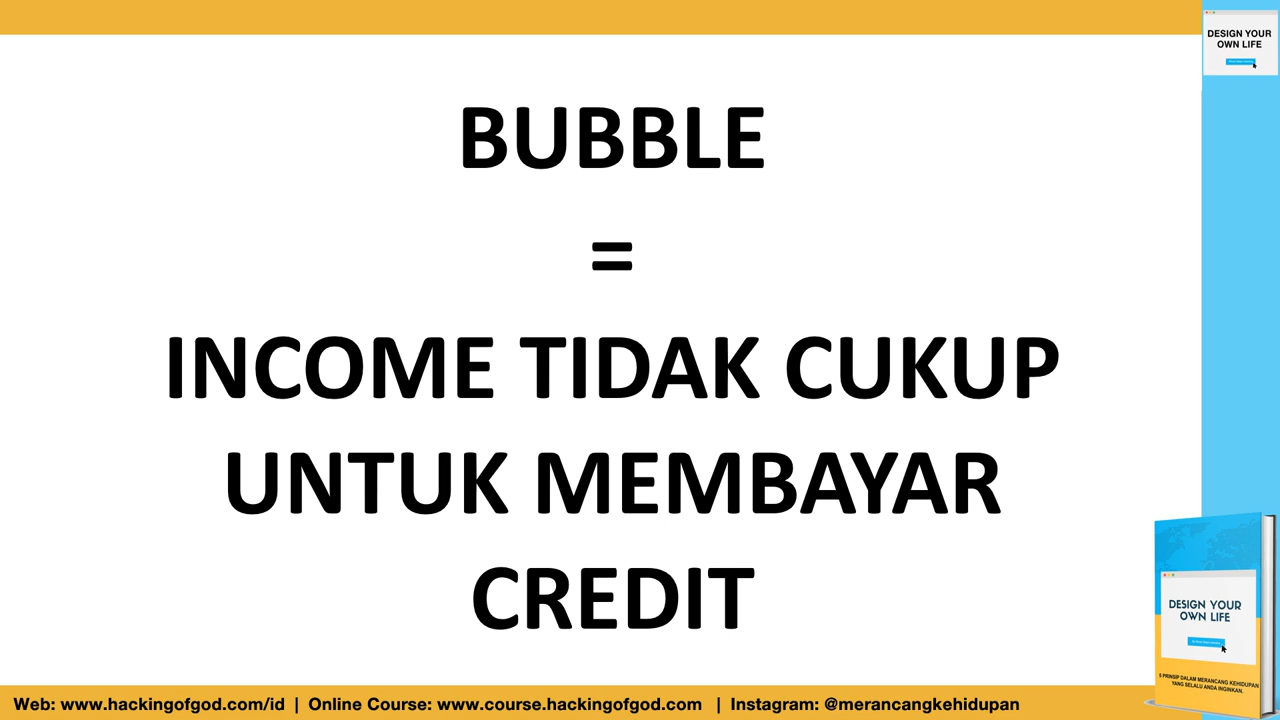 DESIGN YOUR
OWN LIFE
BUBBLE
=
INCOME TIDAK CUKUP
UNTUK MEMBAYAR
CREDIT
DESIGN YOUR
OWN LIFE
5 PRINSIP DALAM MERANCANG KEHIDUPAN
YANG SELALU ANDA INGINKAN.
Web: www.hackingofgod.com/id | Online Course: www.course.hackingofgod.com | Instagram: @merancangkehidupan